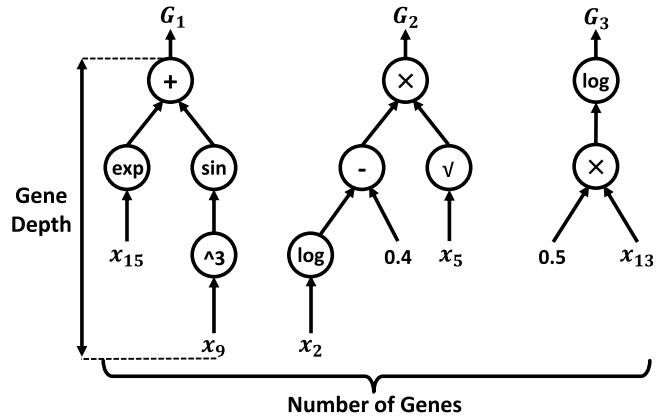 G₁ G₂ G₃
+ × log
exp sin - √ ×
Gene
Depth
x₁₅ ^3 log 0.4 x₅ 0.5 x₁₃
x₉ x₂
Number of Genes